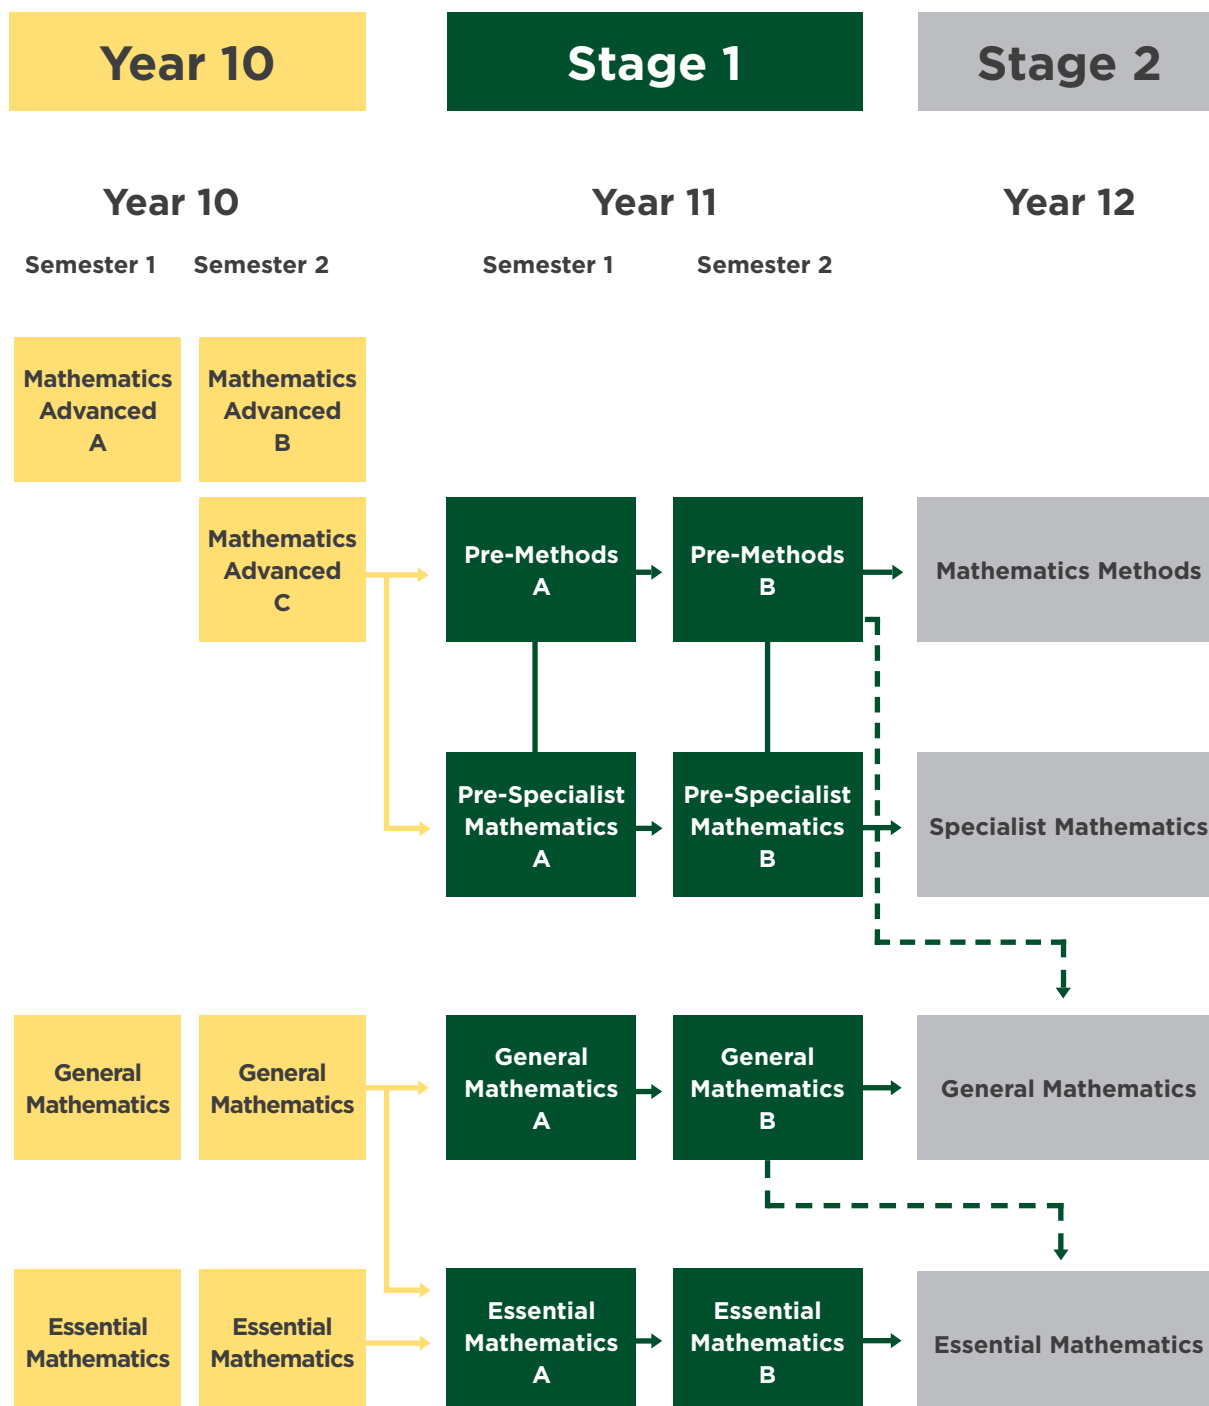 Year 10
Stage 1
Stage 2
Year 10
Year 11
Year 12
Semester 1
Semester 2
Semester 1
Semester 2
Mathematics
Advanced
A
Mathematics
Advanced
B
Mathematics
Advanced
C
Pre-Methods
A
Pre-Methods
B
Mathematics Methods
Pre-Specialist
Mathematics
A
Pre-Specialist
Mathematics
B
Specialist Mathematics
General
Mathematics
General
Mathematics
General
Mathematics
A
General
Mathematics
B
General Mathematics
Essential
Mathematics
Essential
Mathematics
Essential
Mathematics
A
Essential
Mathematics
B
Essential Mathematics